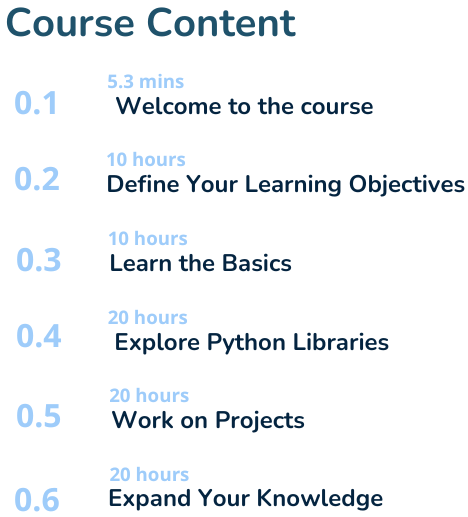 Course Content
5.3 mins
0.1 Welcome to the course
10 hours
0.2 Define Your Learning Objectives
10 hours
0.3 Learn the Basics
20 hours
0.4 Explore Python Libraries
20 hours
0.5 Work on Projects
20 hours
0.6 Expand Your Knowledge